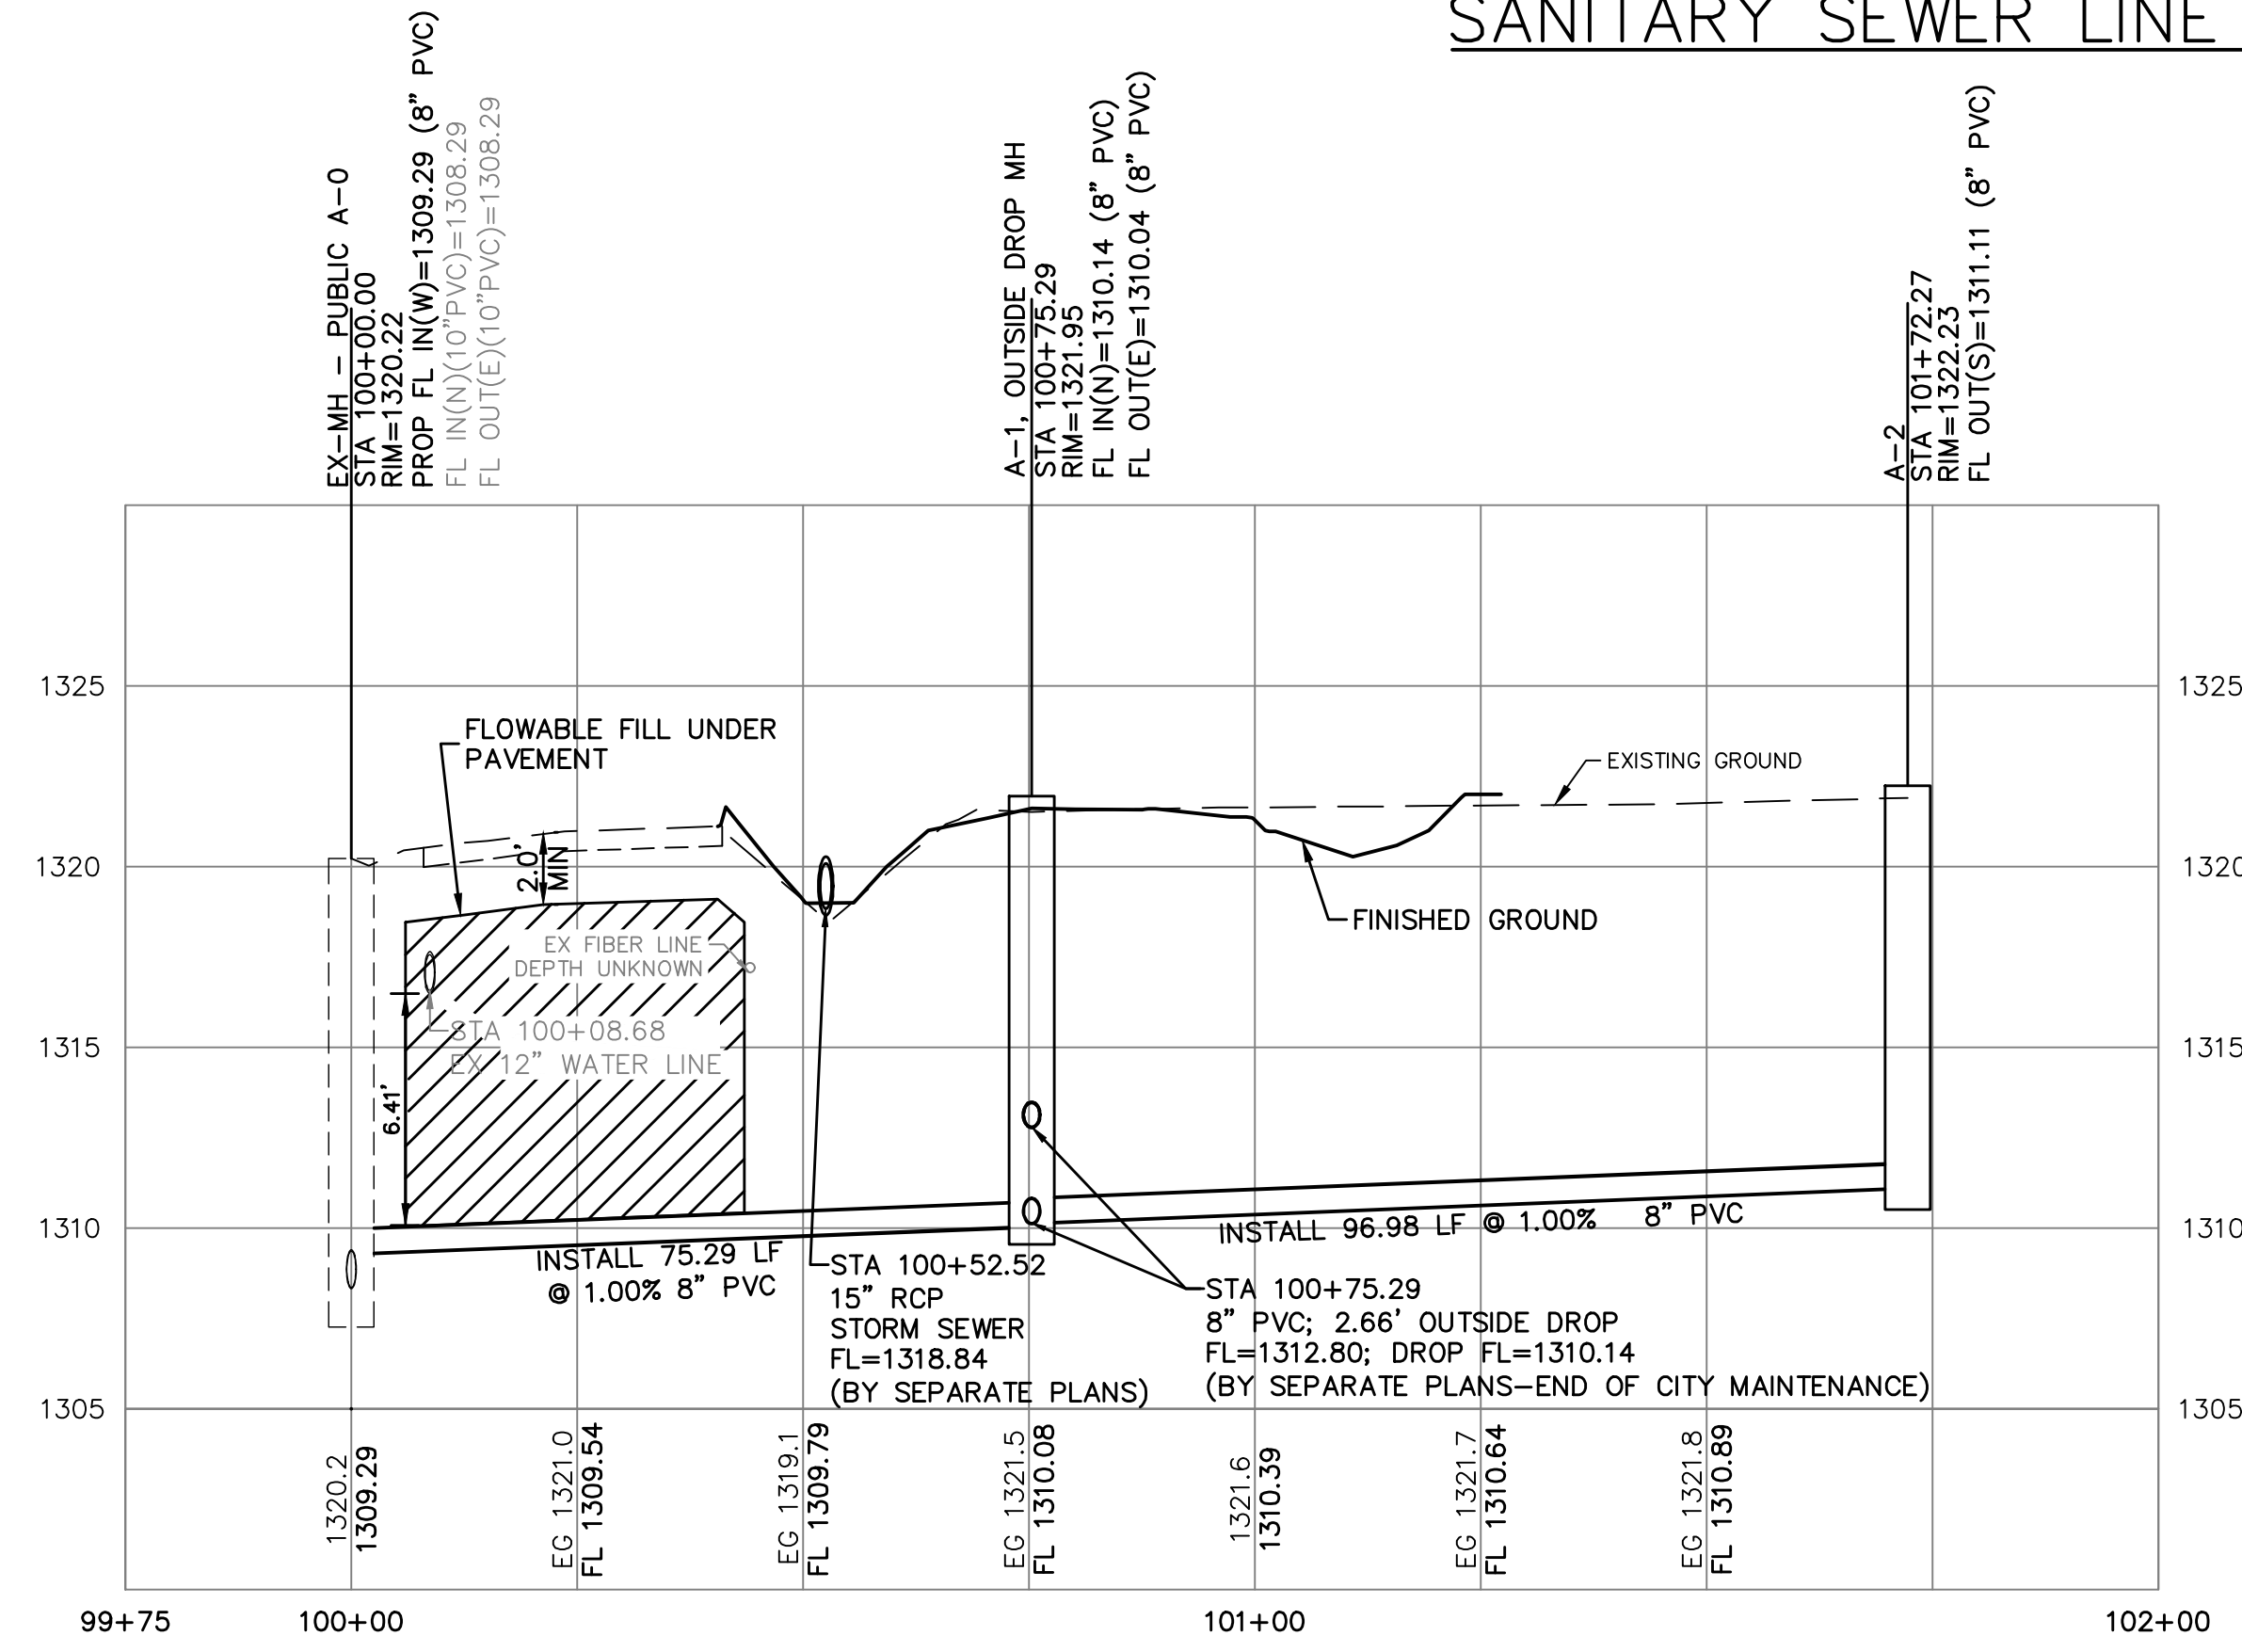 SANITARY SEWER LINE
EX-MH - PUBLIC A-0
STA 100+00.00
RIM=1320.22
PROP FL IN(W)=1309.29 (8" PVC)
FL IN(N)(10"PVC)=1308.29
FL OUT(E)(10"PVC)=1308.29
A-1, OUTSIDE DROP MH
STA 100+75.29
RIM=1321.95
FL IN(N)=1310.14 (8" PVC)
FL OUT(E)=1310.04 (8" PVC)
A-2
STA 101+72.27
RIM=1322.23
FL OUT(S)=1311.11 (8" PVC)
1325
1325
FLOWABLE FILL UNDER
PAVEMENT
EXISTING GROUND
1320
1320
2.0'
MIN
FINISHED GROUND
EX FIBER LINE
DEPTH UNKNOWN
STA 100+08.68
EX 12" WATER LINE
1315
1315
6.41'
1310
1310
INSTALL 75.29 LF
@ 1.00% 8" PVC
INSTALL 96.98 LF @ 1.00% 8" PVC
STA 100+52.52
15" RCP
STORM SEWER
FL=1318.84
(BY SEPARATE PLANS)
STA 100+75.29
8" PVC; 2.66' OUTSIDE DROP
FL=1312.80; DROP FL=1310.14
(BY SEPARATE PLANS-END OF CITY MAINTENANCE)
1305
1305
1320.2
1309.29
EG 1321.0
FL 1309.54
EG 1319.1
FL 1309.79
EG 1321.5
FL 1310.08
1321.6
1310.39
EG 1321.7
FL 1310.64
EG 1321.8
FL 1310.89
99+75
100+00
101+00
102+00